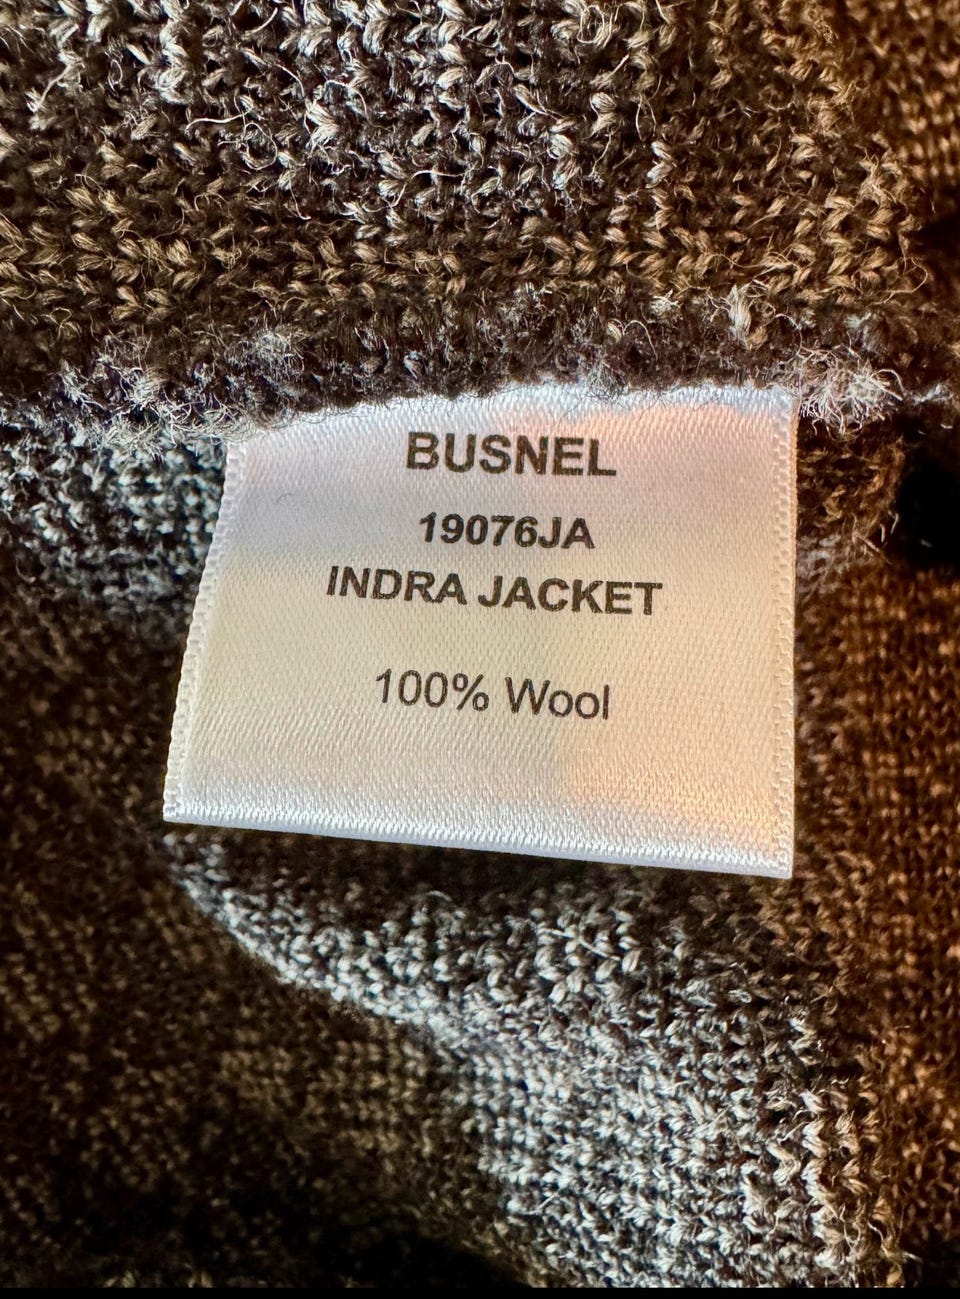 BUSNEL
19076JA
INDRA JACKET
100% Wool